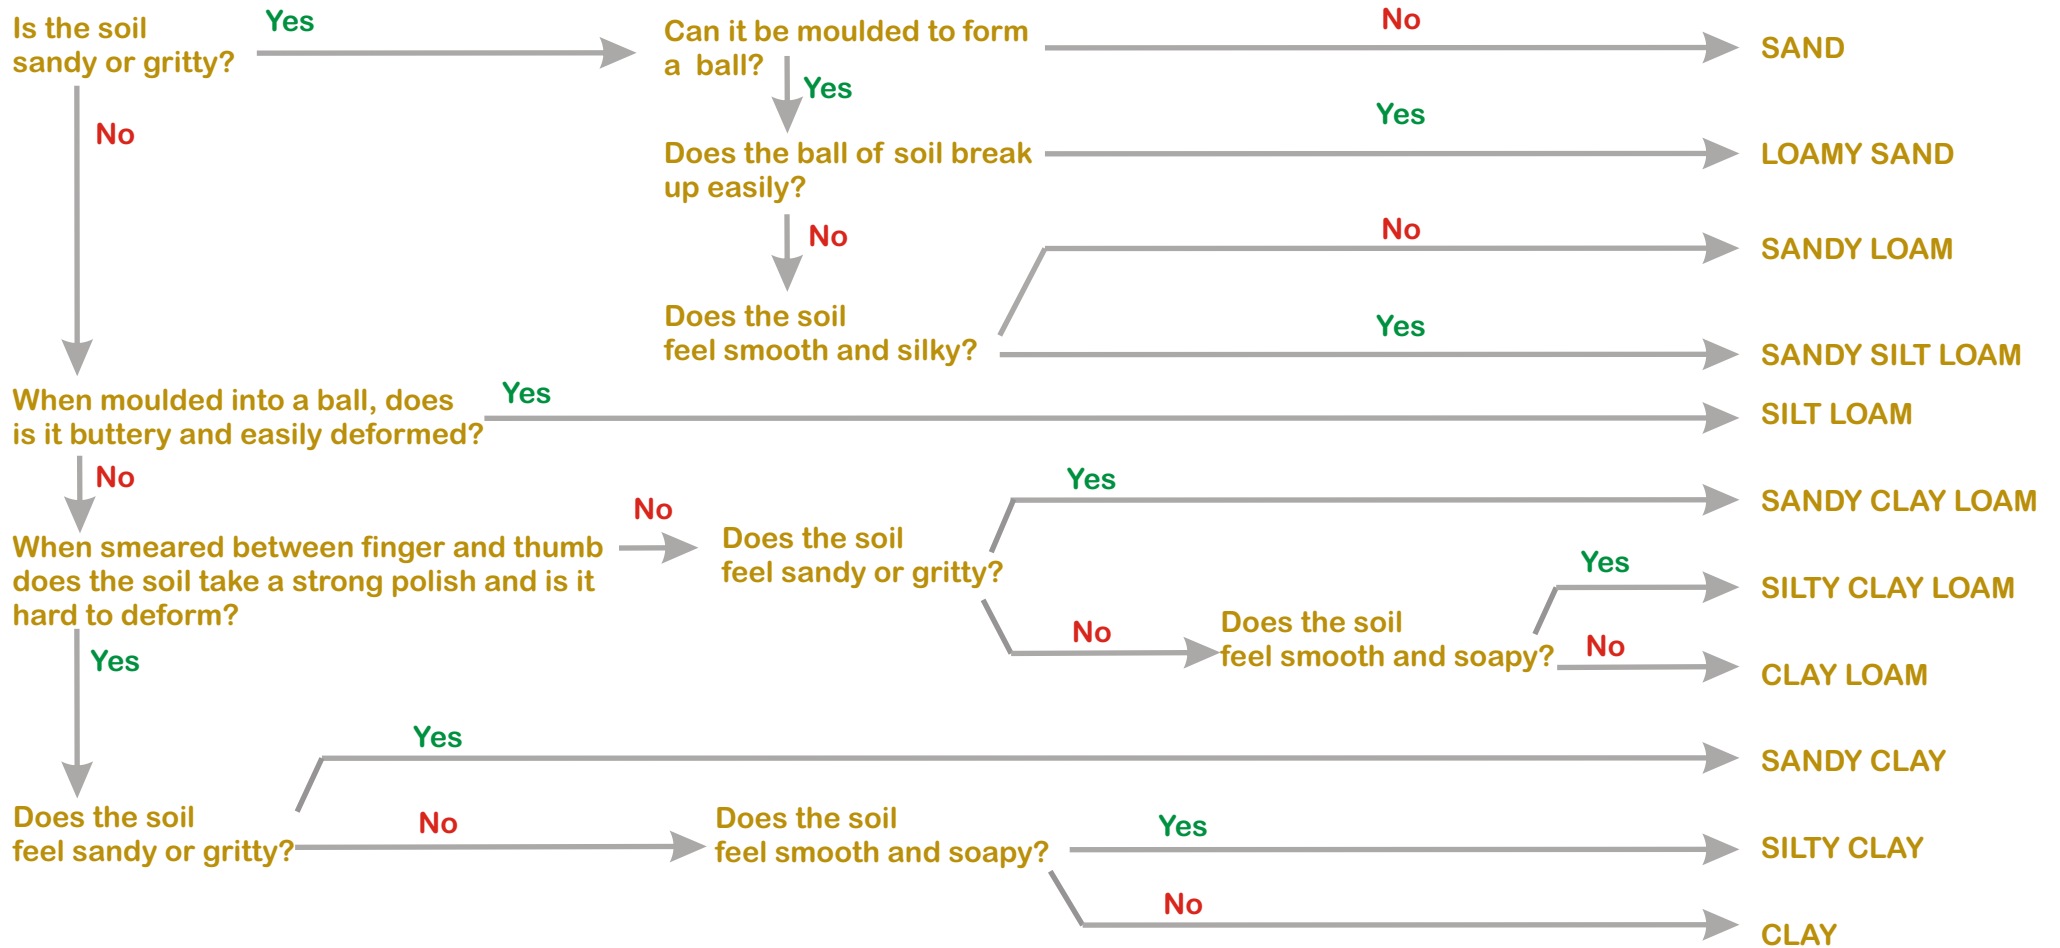 Is the soil
sandy or gritty?
Yes
Can it be moulded to form
a ball?
No
SAND
Yes
No
Does the ball of soil break
up easily?
Yes
LOAMY SAND
No
Does the soil
feel smooth and silky?
No
SANDY LOAM
Yes
SANDY SILT LOAM
When moulded into a ball, does
is it buttery and easily deformed?
Yes
SILT LOAM
No
When smeared between finger and thumb
does the soil take a strong polish and is it
hard to deform?
No
Does the soil
feel sandy or gritty?
Yes
SANDY CLAY LOAM
No
Does the soil
feel smooth and soapy?
Yes
SILTY CLAY LOAM
No
CLAY LOAM
Yes
Does the soil
feel sandy or gritty?
Yes
SANDY CLAY
No
Does the soil
feel smooth and soapy?
Yes
SILTY CLAY
No
CLAY